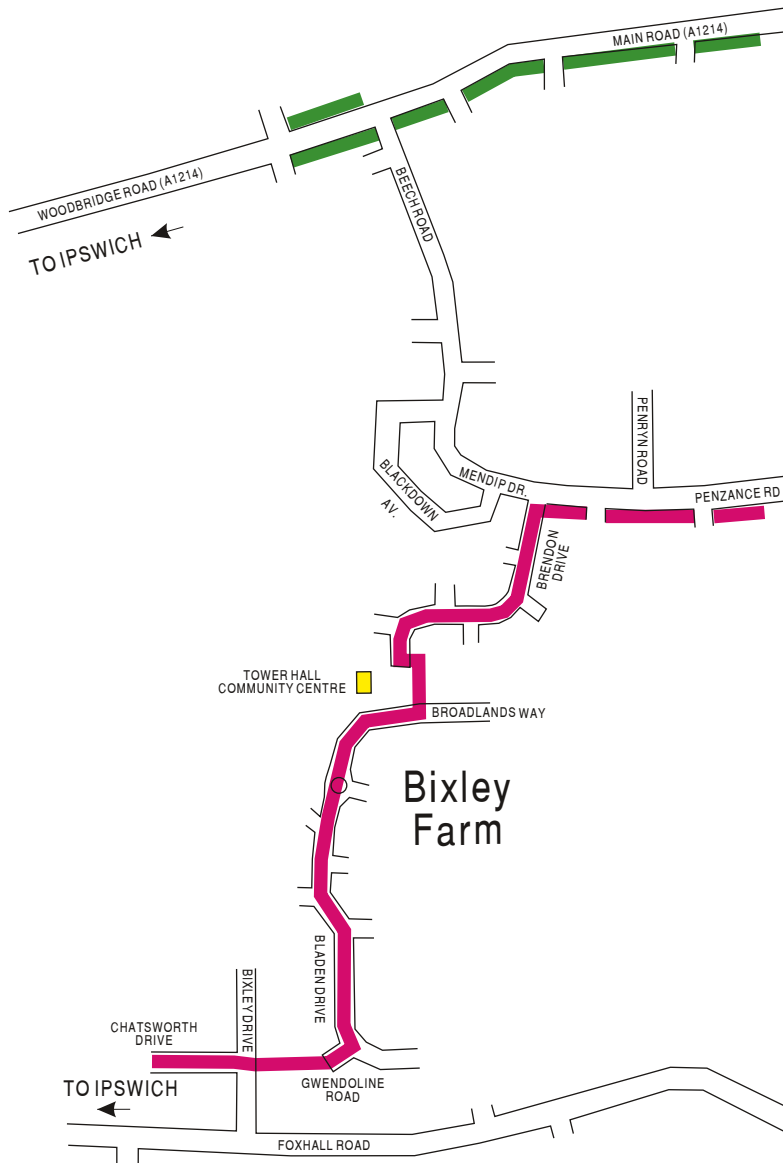 MAIN ROAD (A1214)
WOODBRIDGE ROAD (A1214)
BEECH ROAD
TO IPSWICH
PENRYN ROAD
BLACKDOWN
AV.
MENDIP DR.
PENZANCE RD
BRENDON
DRIVE
TOWER HALL
COMMUNITY CENTRE
BROADLANDS WAY
Bixley
Farm
BLADEN DRIVE
BIXLEY DRIVE
CHATSWORTH
DRIVE
TO IPSWICH
GWENDOLINE
ROAD
FOXHALL ROAD